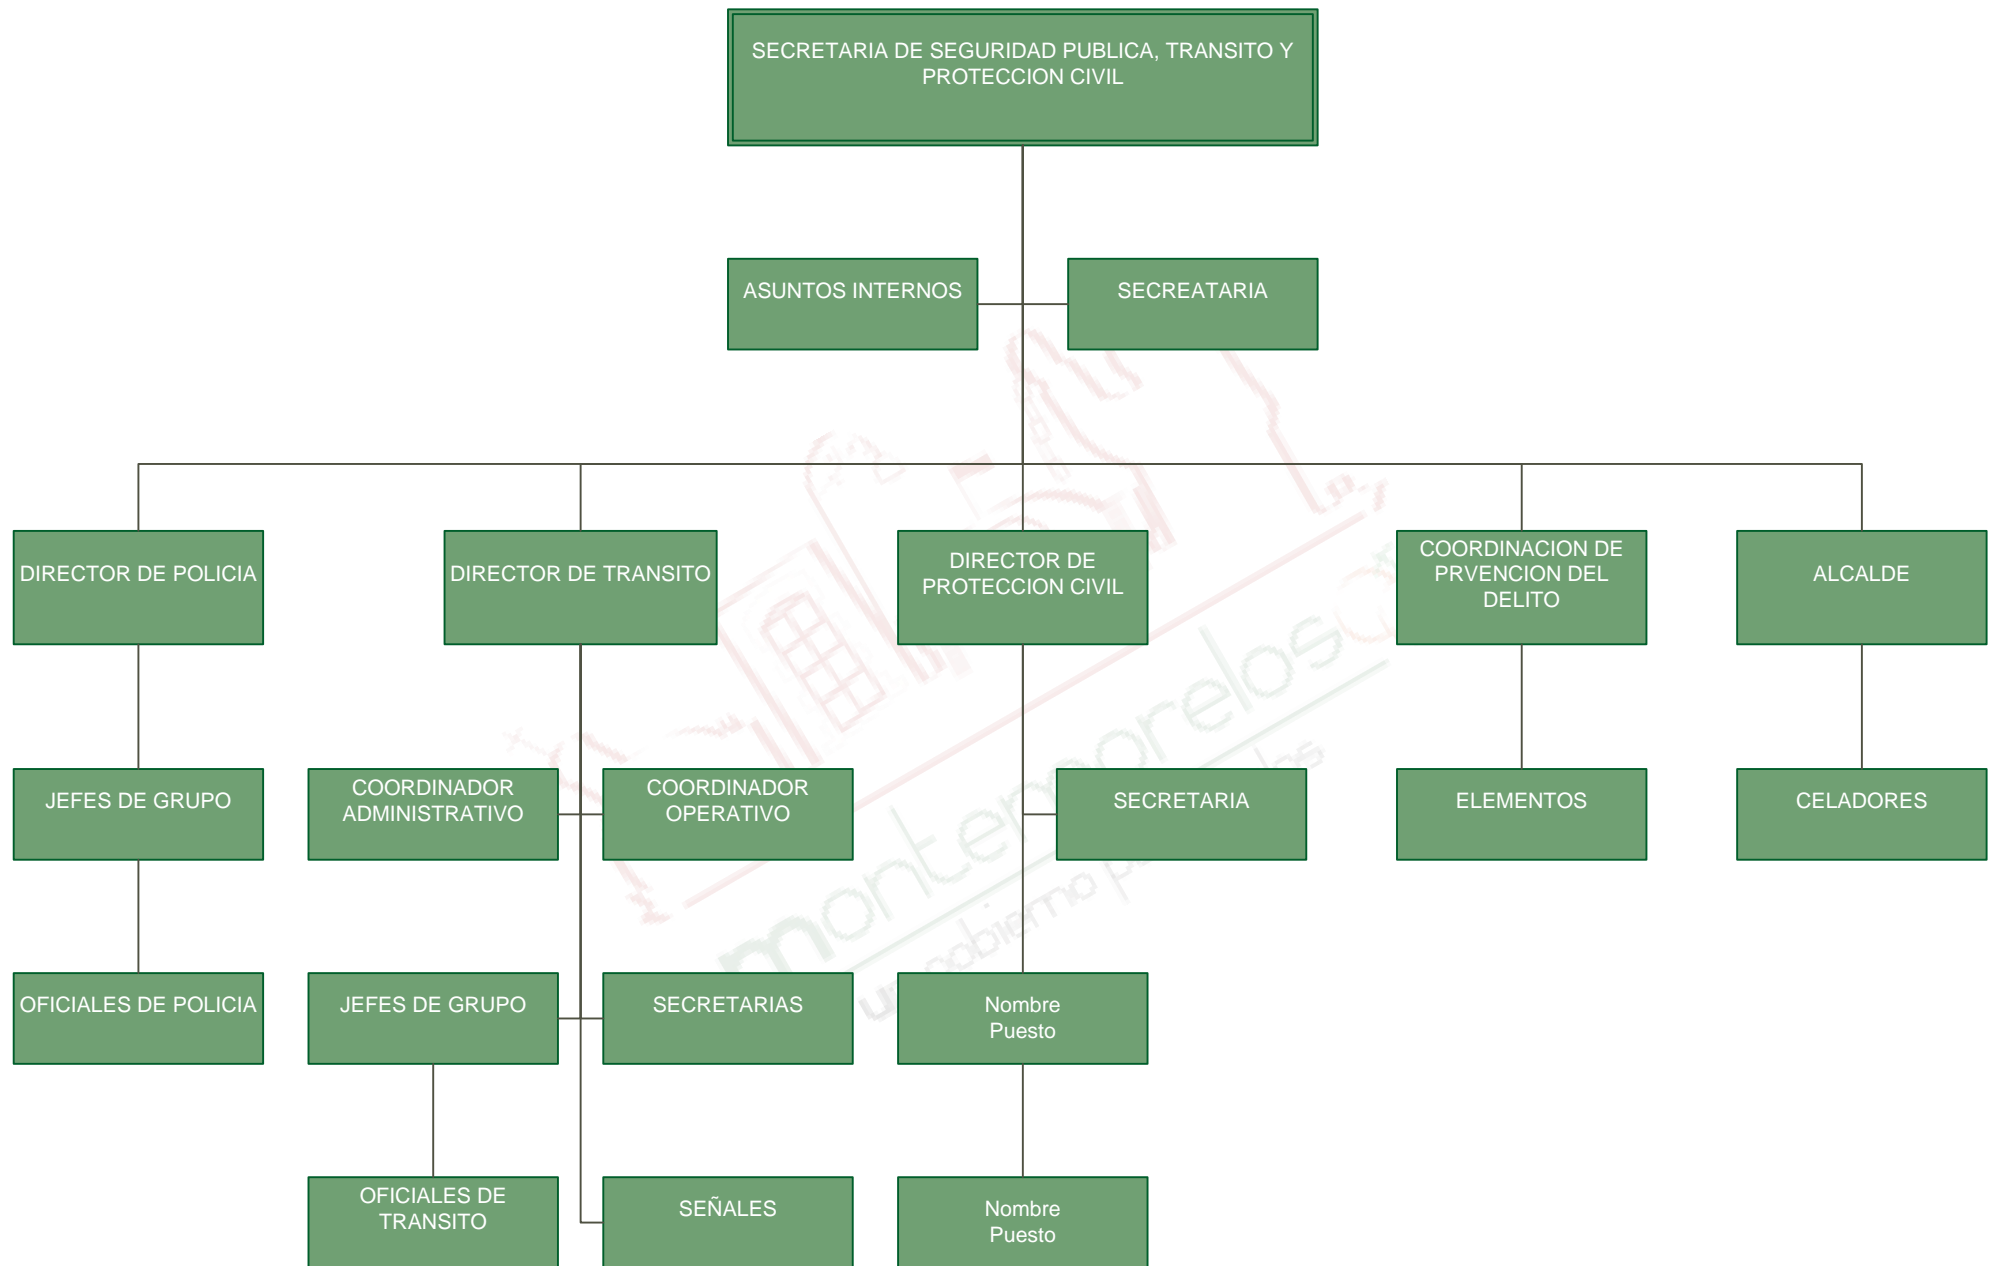 SECRETARIA DE SEGURIDAD PUBLICA, TRANSITO Y
PROTECCION CIVIL
ASUNTOS INTERNOS
SECREATARIA
DIRECTOR DE POLICIA
DIRECTOR DE TRANSITO
DIRECTOR DE
PROTECCION CIVIL
COORDINACION DE
PRVENCION DEL
DELITO
ALCALDE
JEFES DE GRUPO
COORDINADOR
ADMINISTRATIVO
COORDINADOR
OPERATIVO
SECRETARIA
ELEMENTOS
CELADORES
OFICIALES DE POLICIA
JEFES DE GRUPO
SECRETARIAS
Nombre
Puesto
OFICIALES DE
TRANSITO
SEÑALES
Nombre
Puesto
montemorelos
gobierno